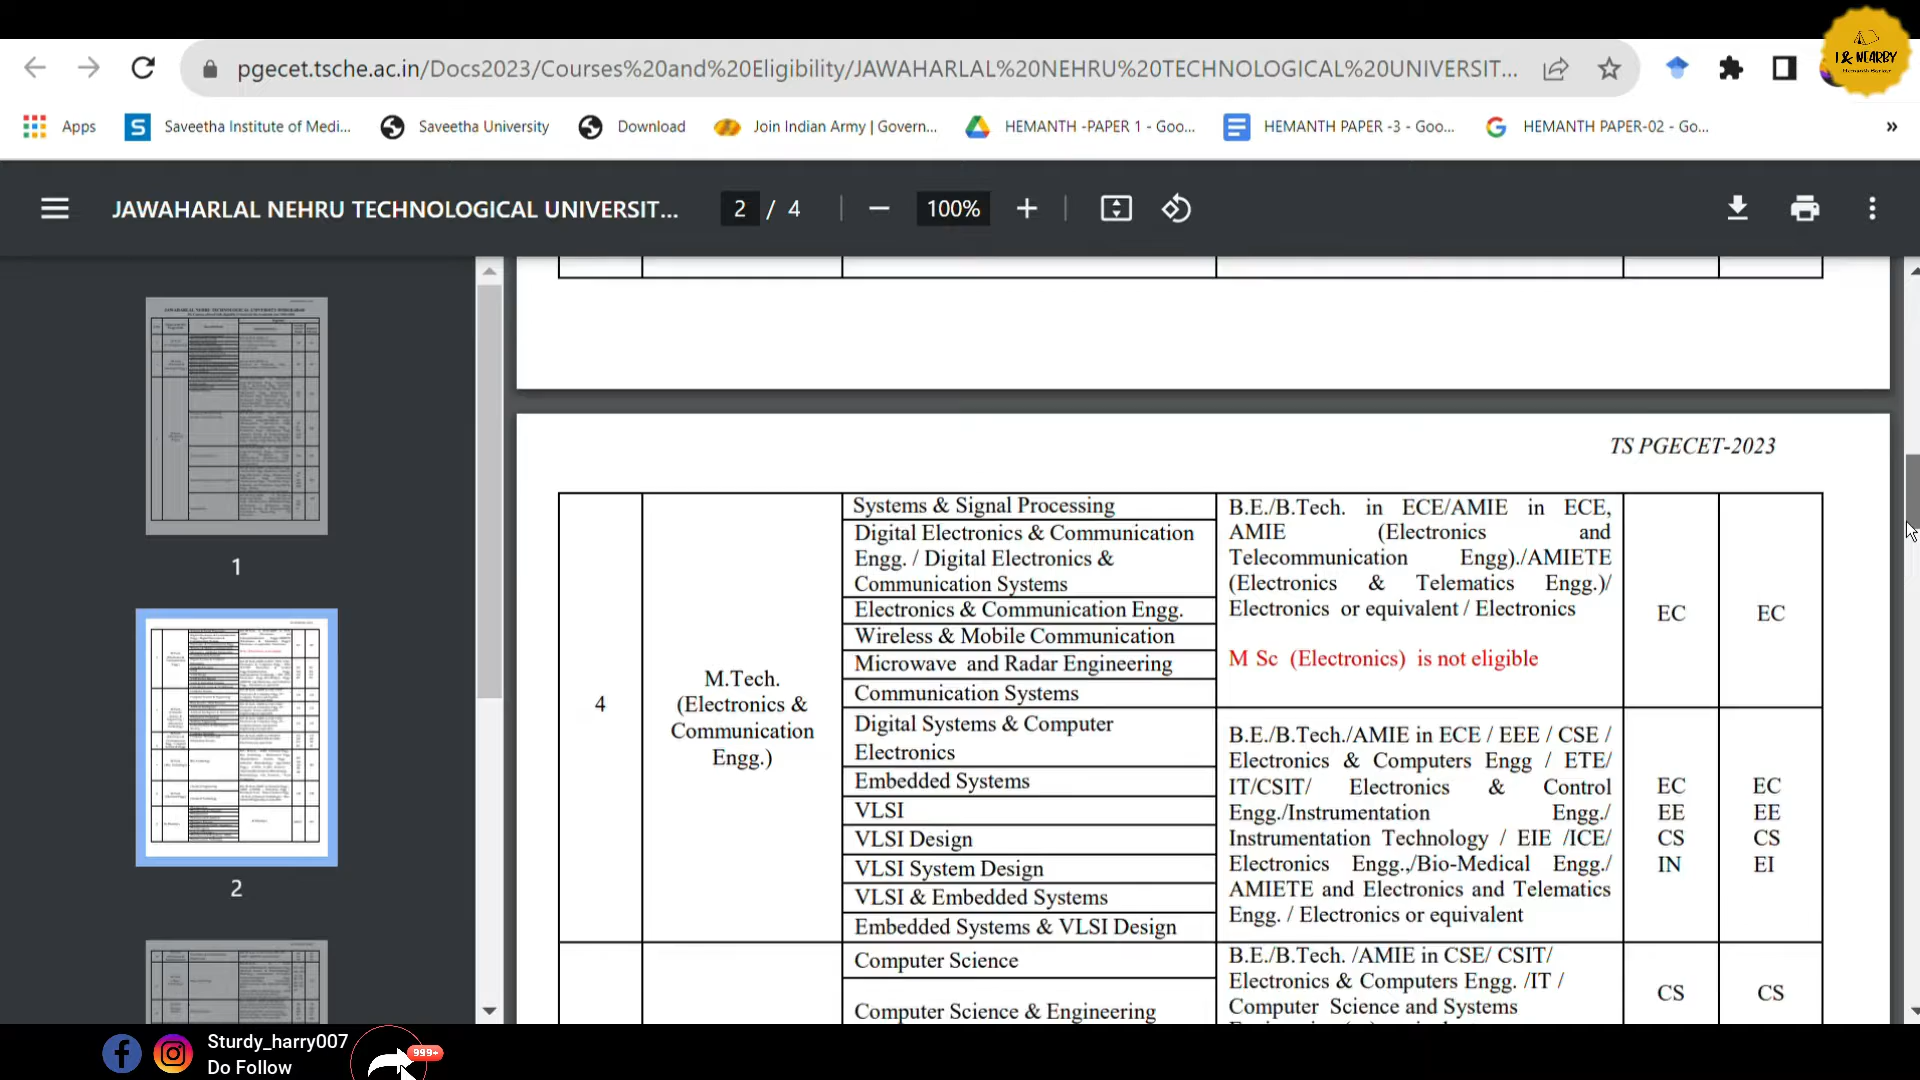 I & NEARBY
pgecet.tsche.ac.in/Docs2023/Courses%20and%20Eligibility/JAWAHARLAL%20NEHRU%20TECHNOLOGICAL%20UNIVERSIT...
Apps
S
Saveetha Institute of Medi...
Saveetha University
Download
Join Indian Army | Govern...
HEMANTH -PAPER 1 - Goo...
HEMANTH PAPER -3 - Goo...
HEMANTH PAPER-02 - Go...
»
JAWAHARLAL NEHRU TECHNOLOGICAL UNIVERSIT...
2 / 4
100%
1
2
TS PGECET-2023
4
M.Tech.
(Electronics &
Communication
Engg.)
Systems & Signal Processing
Digital Electronics & Communication
Engg. / Digital Electronics &
Communication Systems
Electronics & Communication Engg.
Wireless & Mobile Communication
Microwave and Radar Engineering
Communication Systems
B.E./B.Tech. in ECE/AMIE in ECE,
AMIE (Electronics and
Telecommunication Engg)./AMIETE
(Electronics & Telematics Engg.)/
Electronics or equivalent / Electronics
M Sc (Electronics) is not eligible
EC
EC
Digital Systems & Computer
Electronics
Embedded Systems
VLSI
VLSI Design
VLSI System Design
VLSI & Embedded Systems
Embedded Systems & VLSI Design
B.E./B.Tech./AMIE in ECE / EEE / CSE /
Electronics & Computers Engg / ETE/
IT/CSIT/ Electronics & Control
Engg./Instrumentation Engg./
Instrumentation Technology / EIE /ICE/
Electronics Engg.,/Bio-Medical Engg./
AMIETE and Electronics and Telematics
Engg. / Electronics or equivalent
EC
EE
CS
IN
EC
EE
CS
EI
Computer Science
Computer Science & Engineering
B.E./B.Tech. /AMIE in CSE/ CSIT/
Electronics & Computers Engg. /IT /
Computer Science and Systems
CS
CS
Sturdy_harry007
Do Follow
999+